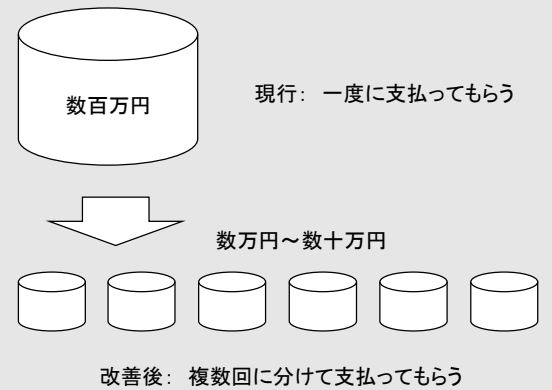 数百万円
現行： 一度に支払ってもらう
数万円～数十万円
改善後： 複数回に分けて支払ってもらう